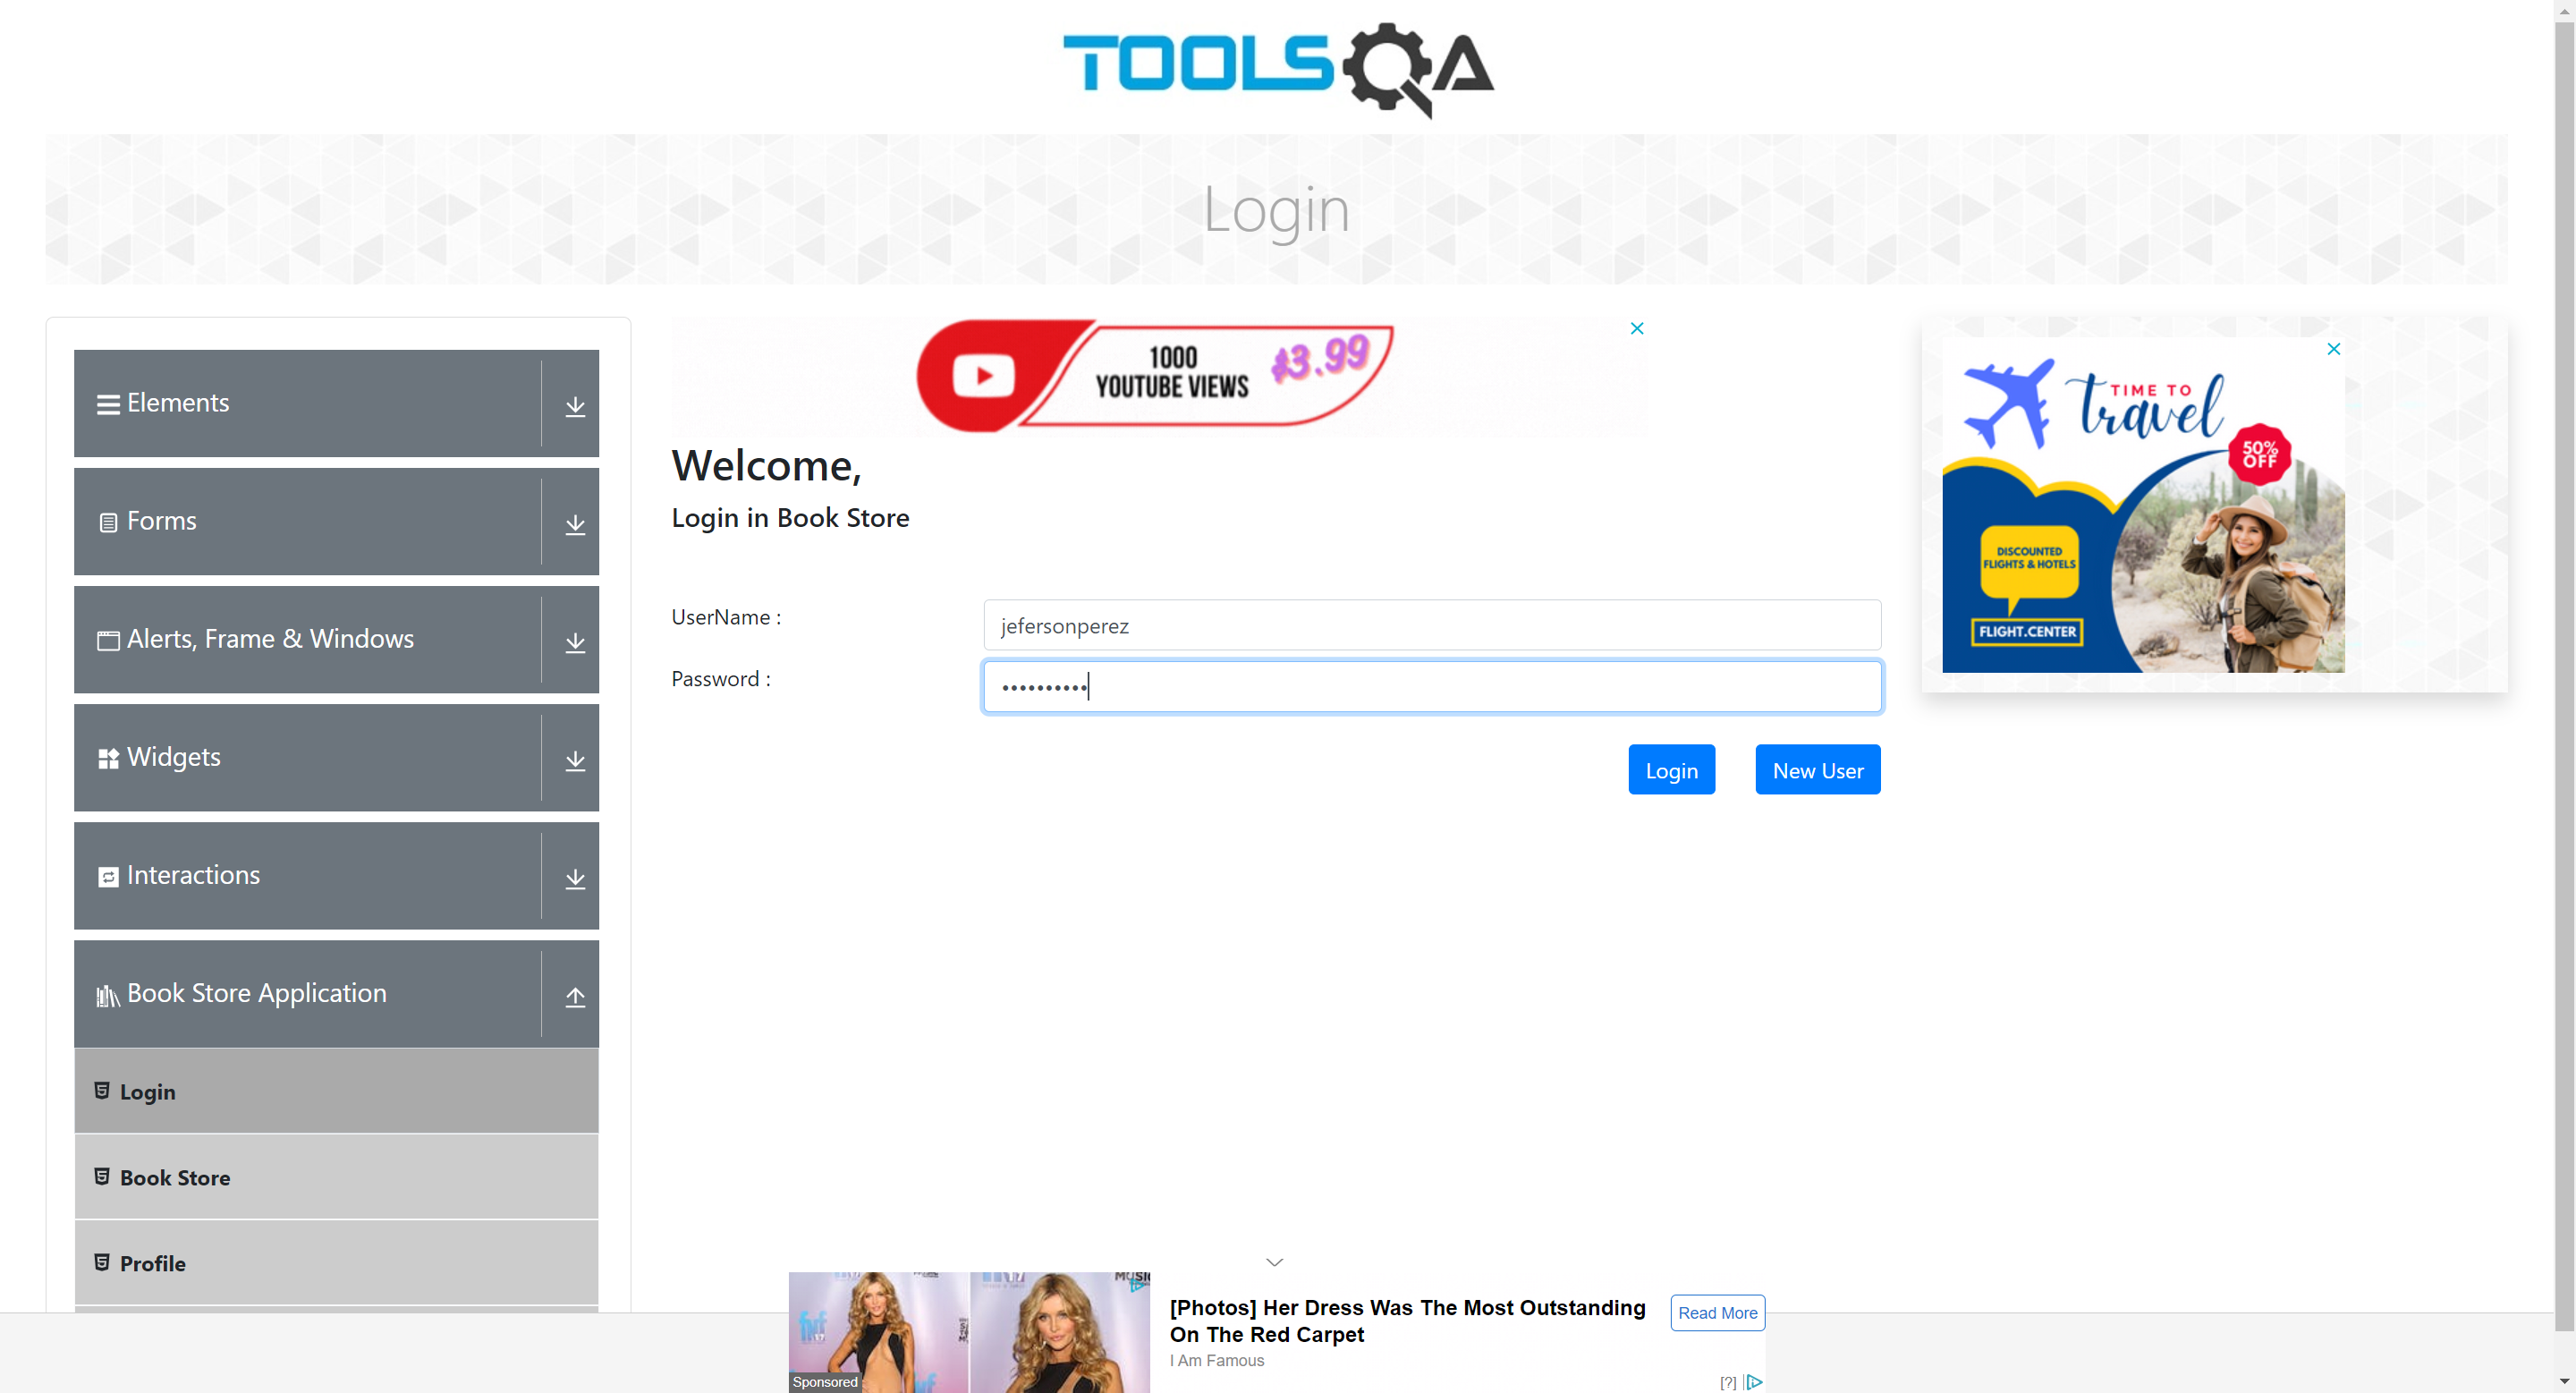 TOOLSQA
Login
Elements
Forms
Alerts, Frame & Windows
Widgets
Interactions
Book Store Application
Login
Book Store
Profile
1000
YOUTUBE VIEWS
$3.99
Welcome,
Login in Book Store
UserName :
jefersonperez
Password :
••••••••••
Login
New User
TIME TO
travel
50%
OFF
DISCOUNTED
FLIGHTS & HOTELS
FLIGHT.CENTER
Sponsored
[Photos] Her Dress Was The Most Outstanding
On The Red Carpet
I Am Famous
Read More
[?]